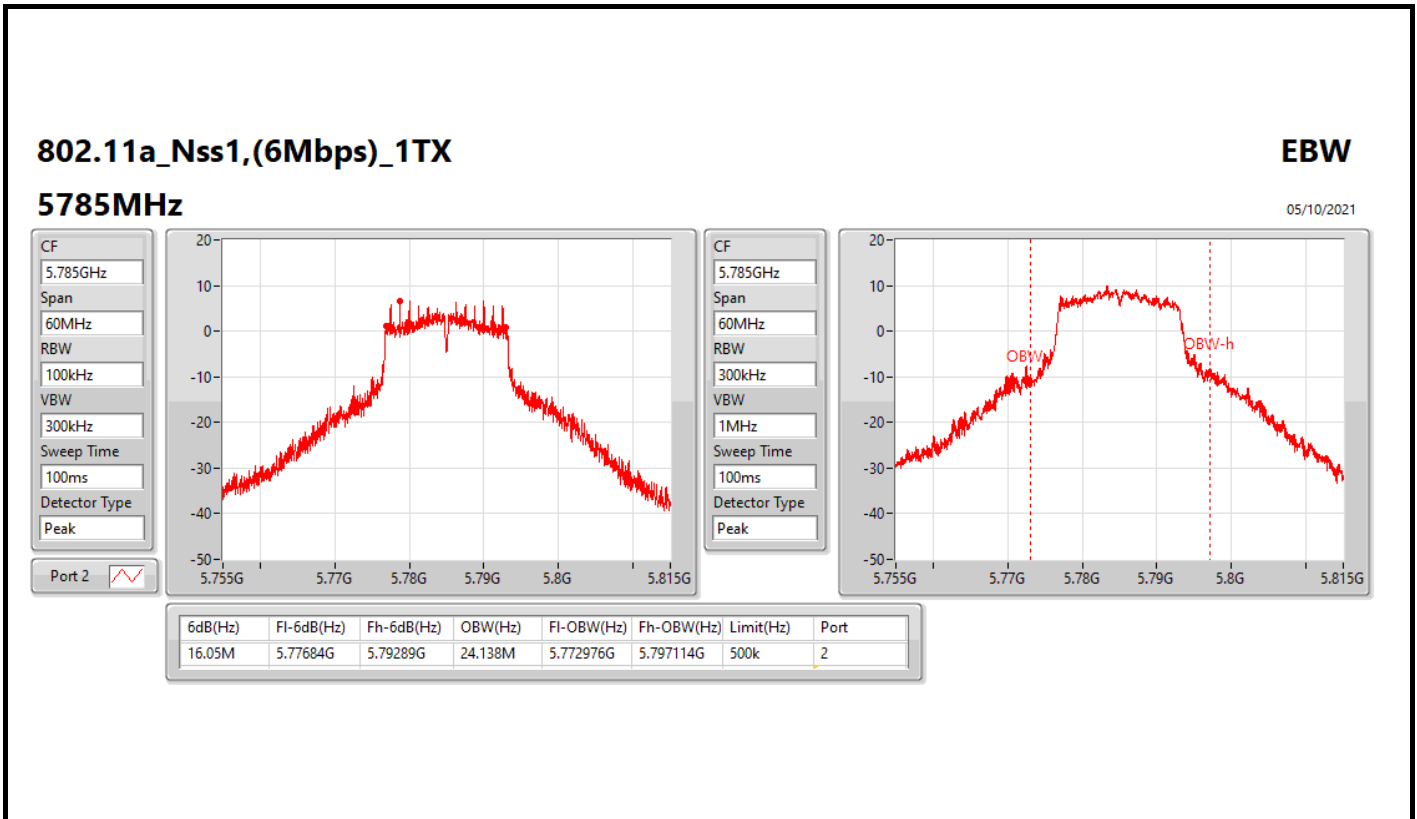 802.11a_Nss1,(6Mbps)_1TX
EBW
5785MHz
05/10/2021
CF
5.785GHz
Span
60MHz
RBW
100kHz
VBW
300kHz
Sweep Time
100ms
Detector Type
Peak
Port 2
20
10
0
-10
-20
-30
-40
-50
5.755G 5.77G 5.78G 5.79G 5.8G 5.815G
CF
5.785GHz
Span
60MHz
RBW
300kHz
VBW
1MHz
Sweep Time
100ms
Detector Type
Peak
20
10
0
-10
-20
-30
-40
-50
OBW
OBW-h
5.755G 5.77G 5.78G 5.79G 5.8G 5.815G
6dB(Hz) Fl-6dB(Hz) Fh-6dB(Hz) OBW(Hz) Fl-OBW(Hz) Fh-OBW(Hz) Limit(Hz) Port
16.05M 5.77684G 5.79289G 24.138M 5.772976G 5.797114G 500k 2